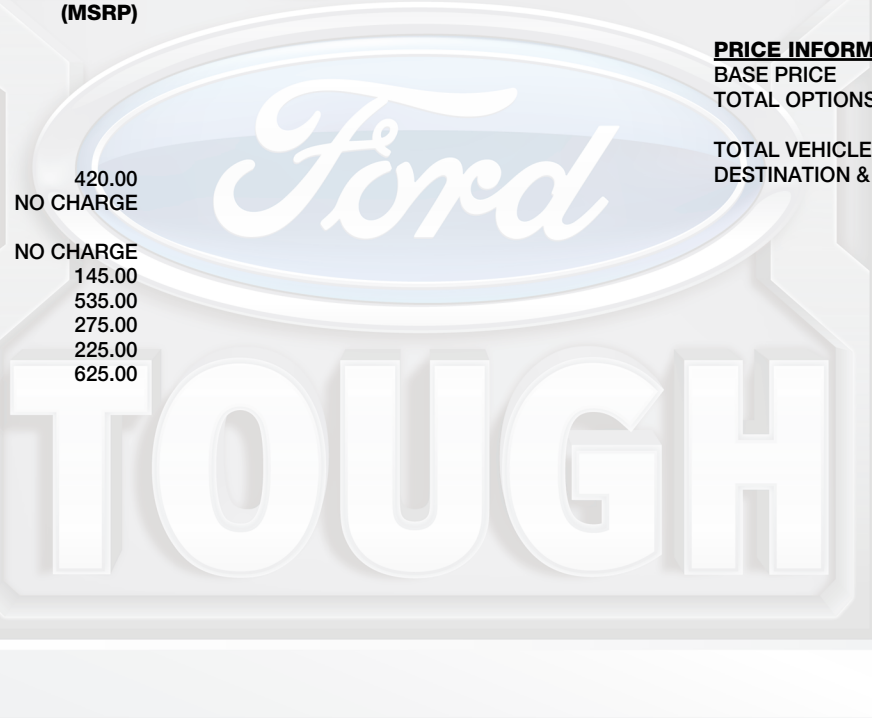 (MSRP)
420.00
NO CHARGE
NO CHARGE
145.00
535.00
275.00
225.00
625.00
PRICE INFORM
BASE PRICE
TOTAL OPTIONS
TOTAL VEHICLE
DESTINATION &
Ford
TOUGH